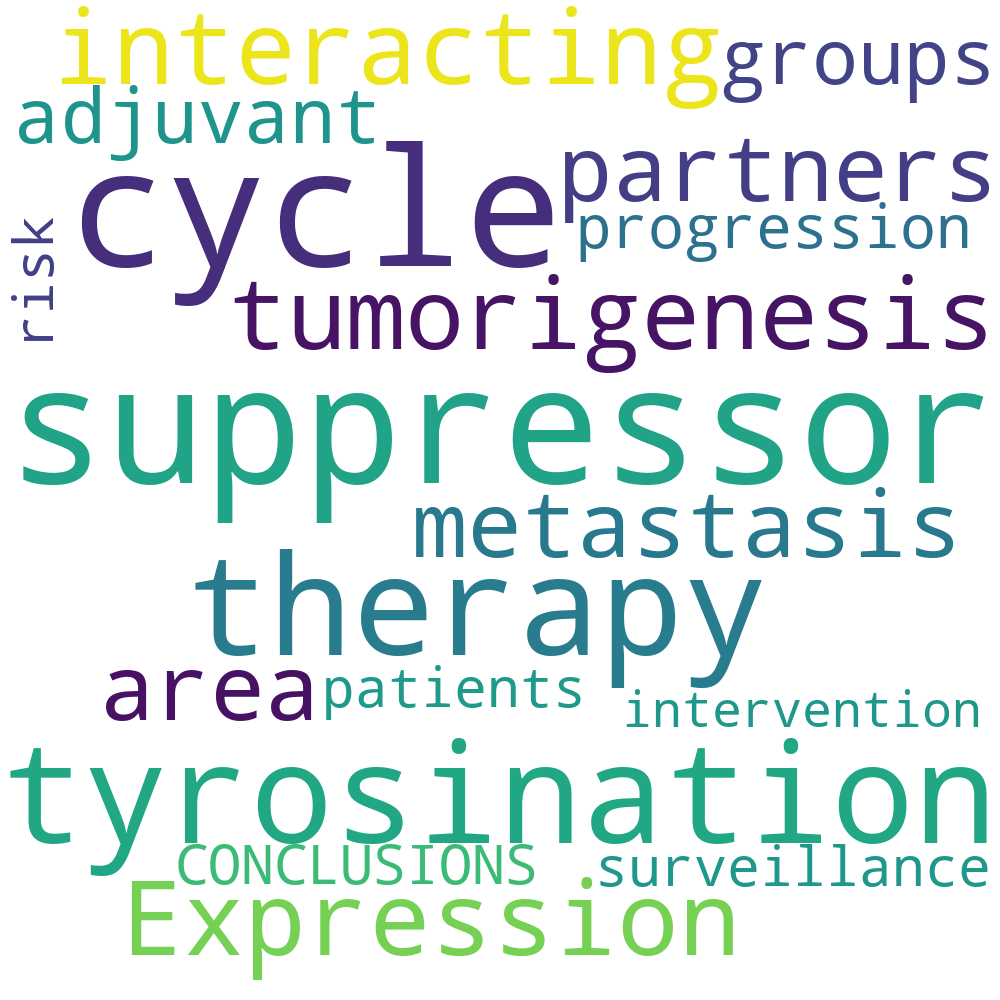 interacting
groups
adjuvant
cycle
partners
progression
risk
tumorigenesis
suppressor
metastasis
therapy
area
patients
intervention
tyrosination
CONCLUSIONS
surveillance
Expression